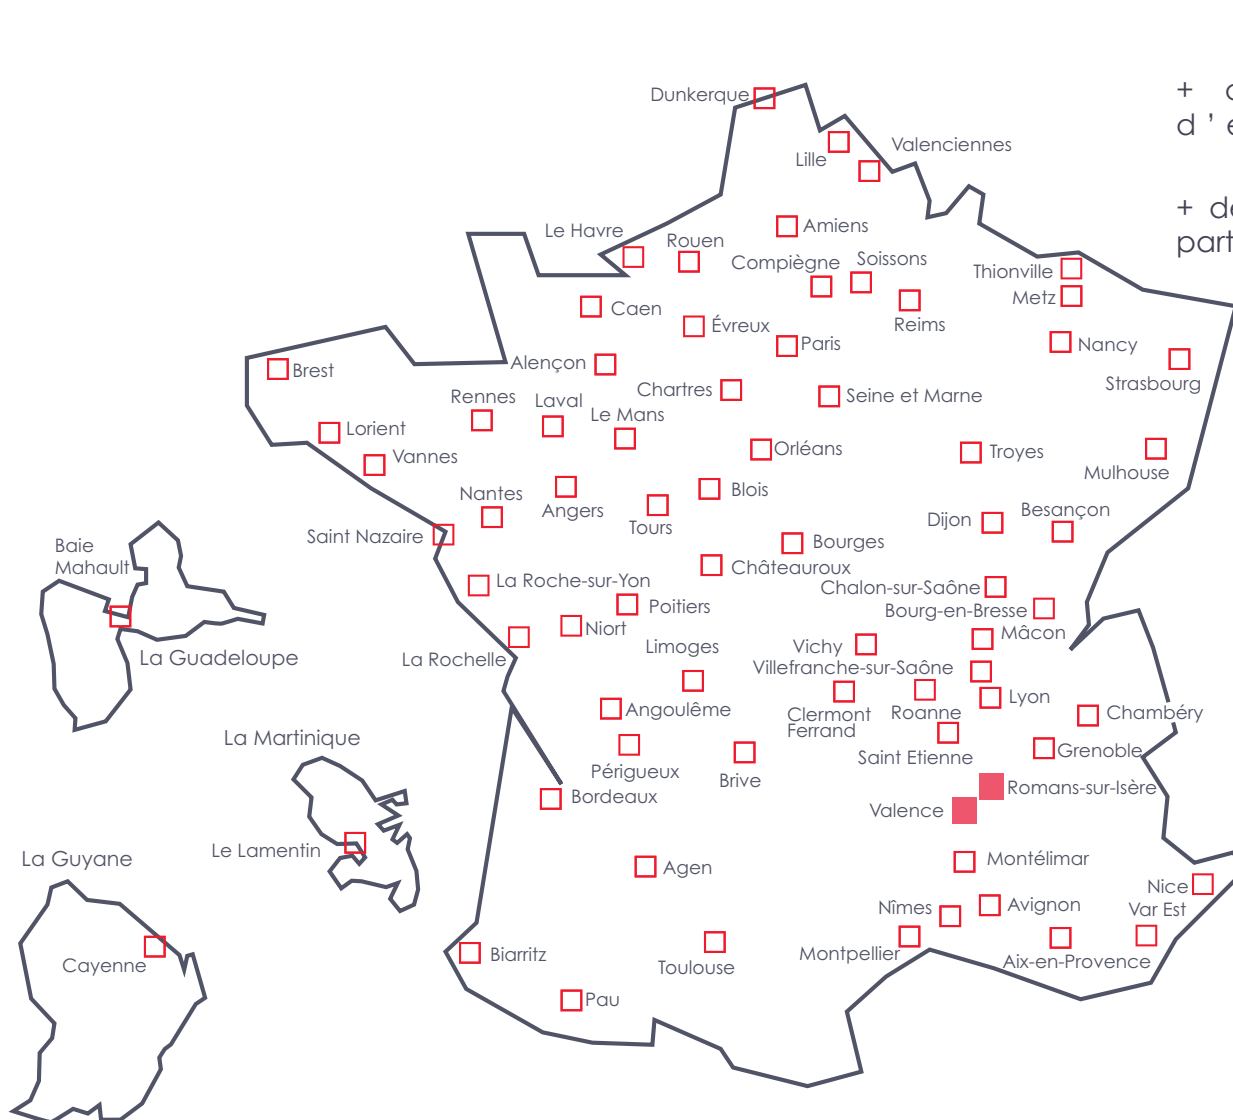 Dunkerque
+
d ' e
Lille
Valenciennes
+ de
part
Le Havre
Rouen
Amiens
Compiègne
Soissons
Thionville
Metz
Caen
Évreux
Reims
Paris
Nancy
Alençon
Brest
Strasbourg
Chartres
Seine et Marne
Rennes
Laval
Le Mans
Lorient
Vannes
Orléans
Troyes
Mulhouse
Nantes
Angers
Blois
Tours
Dijon
Besançon
Saint Nazaire
Bourges
Baie
Mahault
Châteauroux
La Roche-sur-Yon
Chalon-sur-Saône
Poitiers
Bourg-en-Bresse
Niort
Mâcon
La Guadeloupe
La Rochelle
Limoges
Vichy
Villefranche-sur-Saône
Lyon
Angoulême
Clermont
Ferrand
Roanne
Chambéry
La Martinique
Saint Etienne
Grenoble
Périgueux
Brive
Romans-sur-Isère
Bordeaux
Valence
Le Lamentin
La Guyane
Agen
Montélimar
Nice
Nîmes
Avignon
Var Est
Cayenne
Biarritz
Toulouse
Montpellier
Aix-en-Provence
Pau